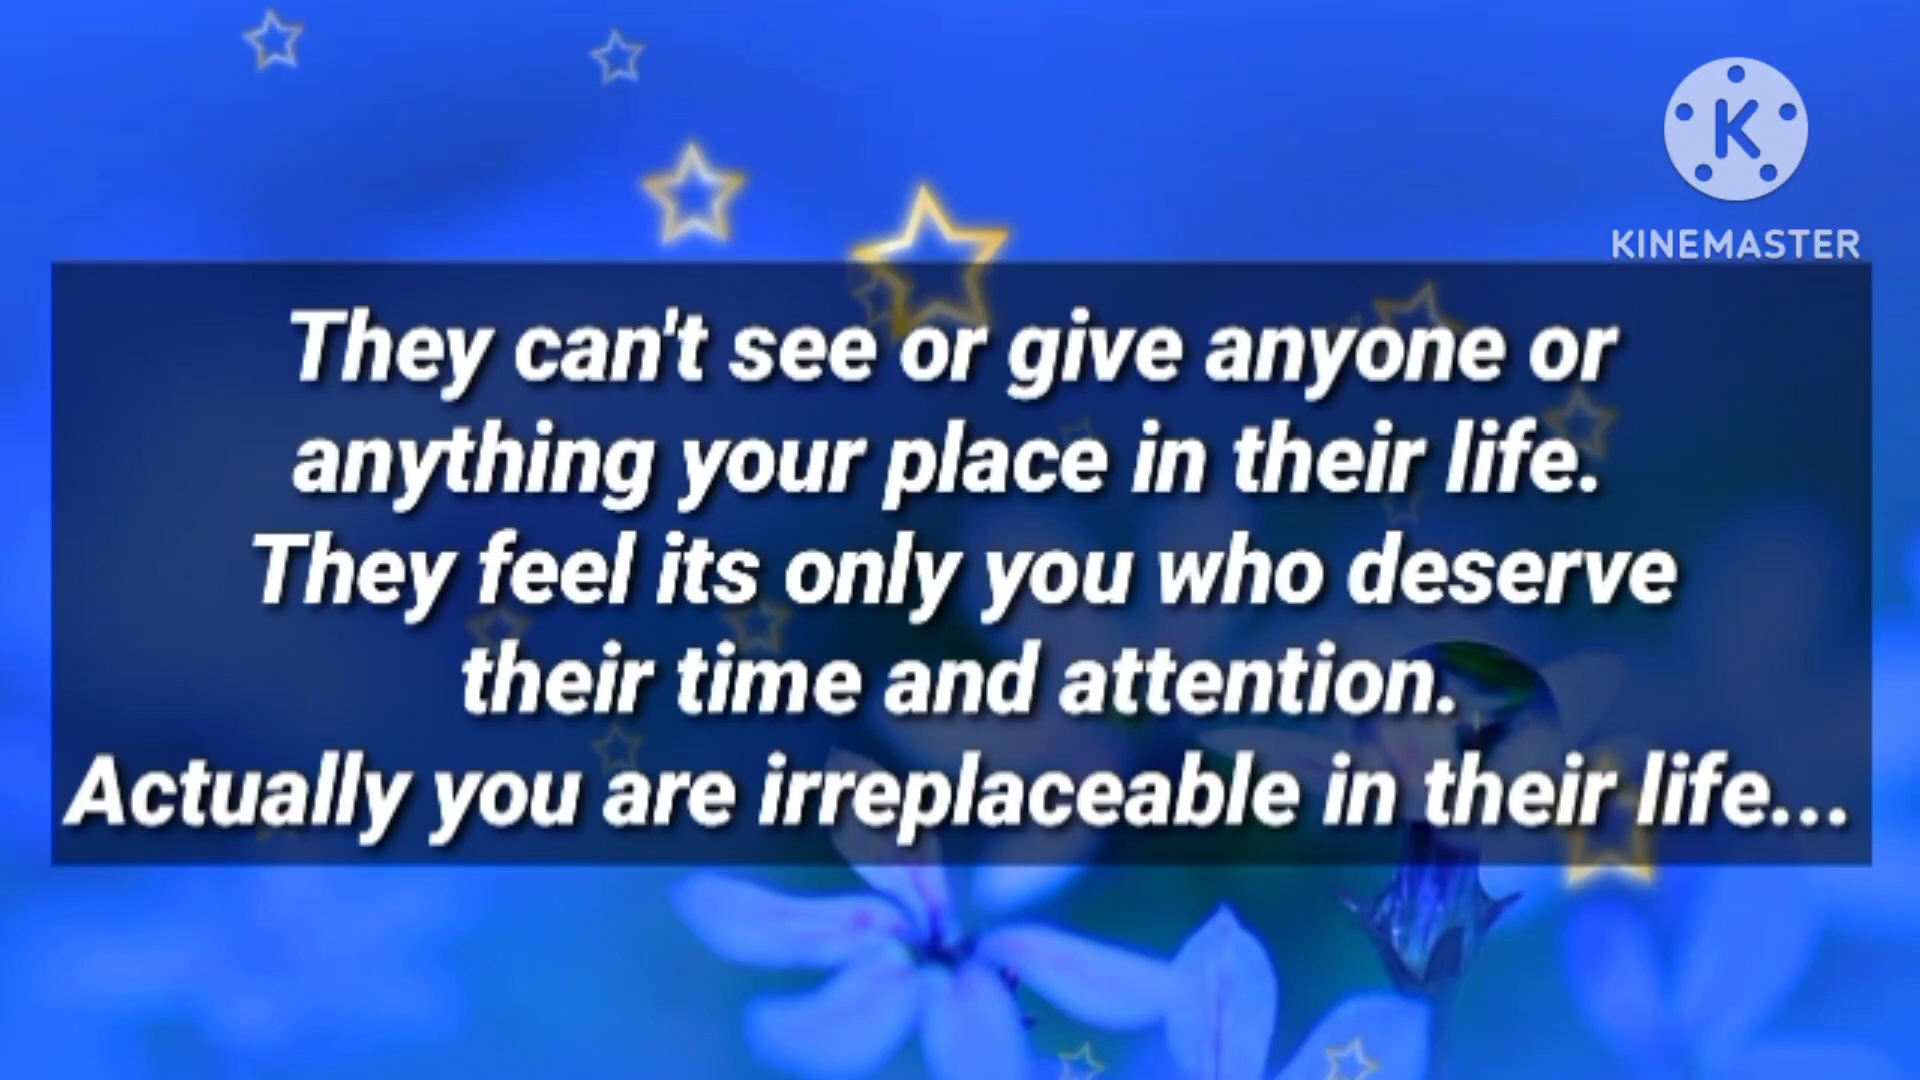 K
KINEMASTER
They can't see or give anyone or
anything your place in their life.
They feel its only you who deserve
their time and attention.
Actually you are irreplaceable in their life...